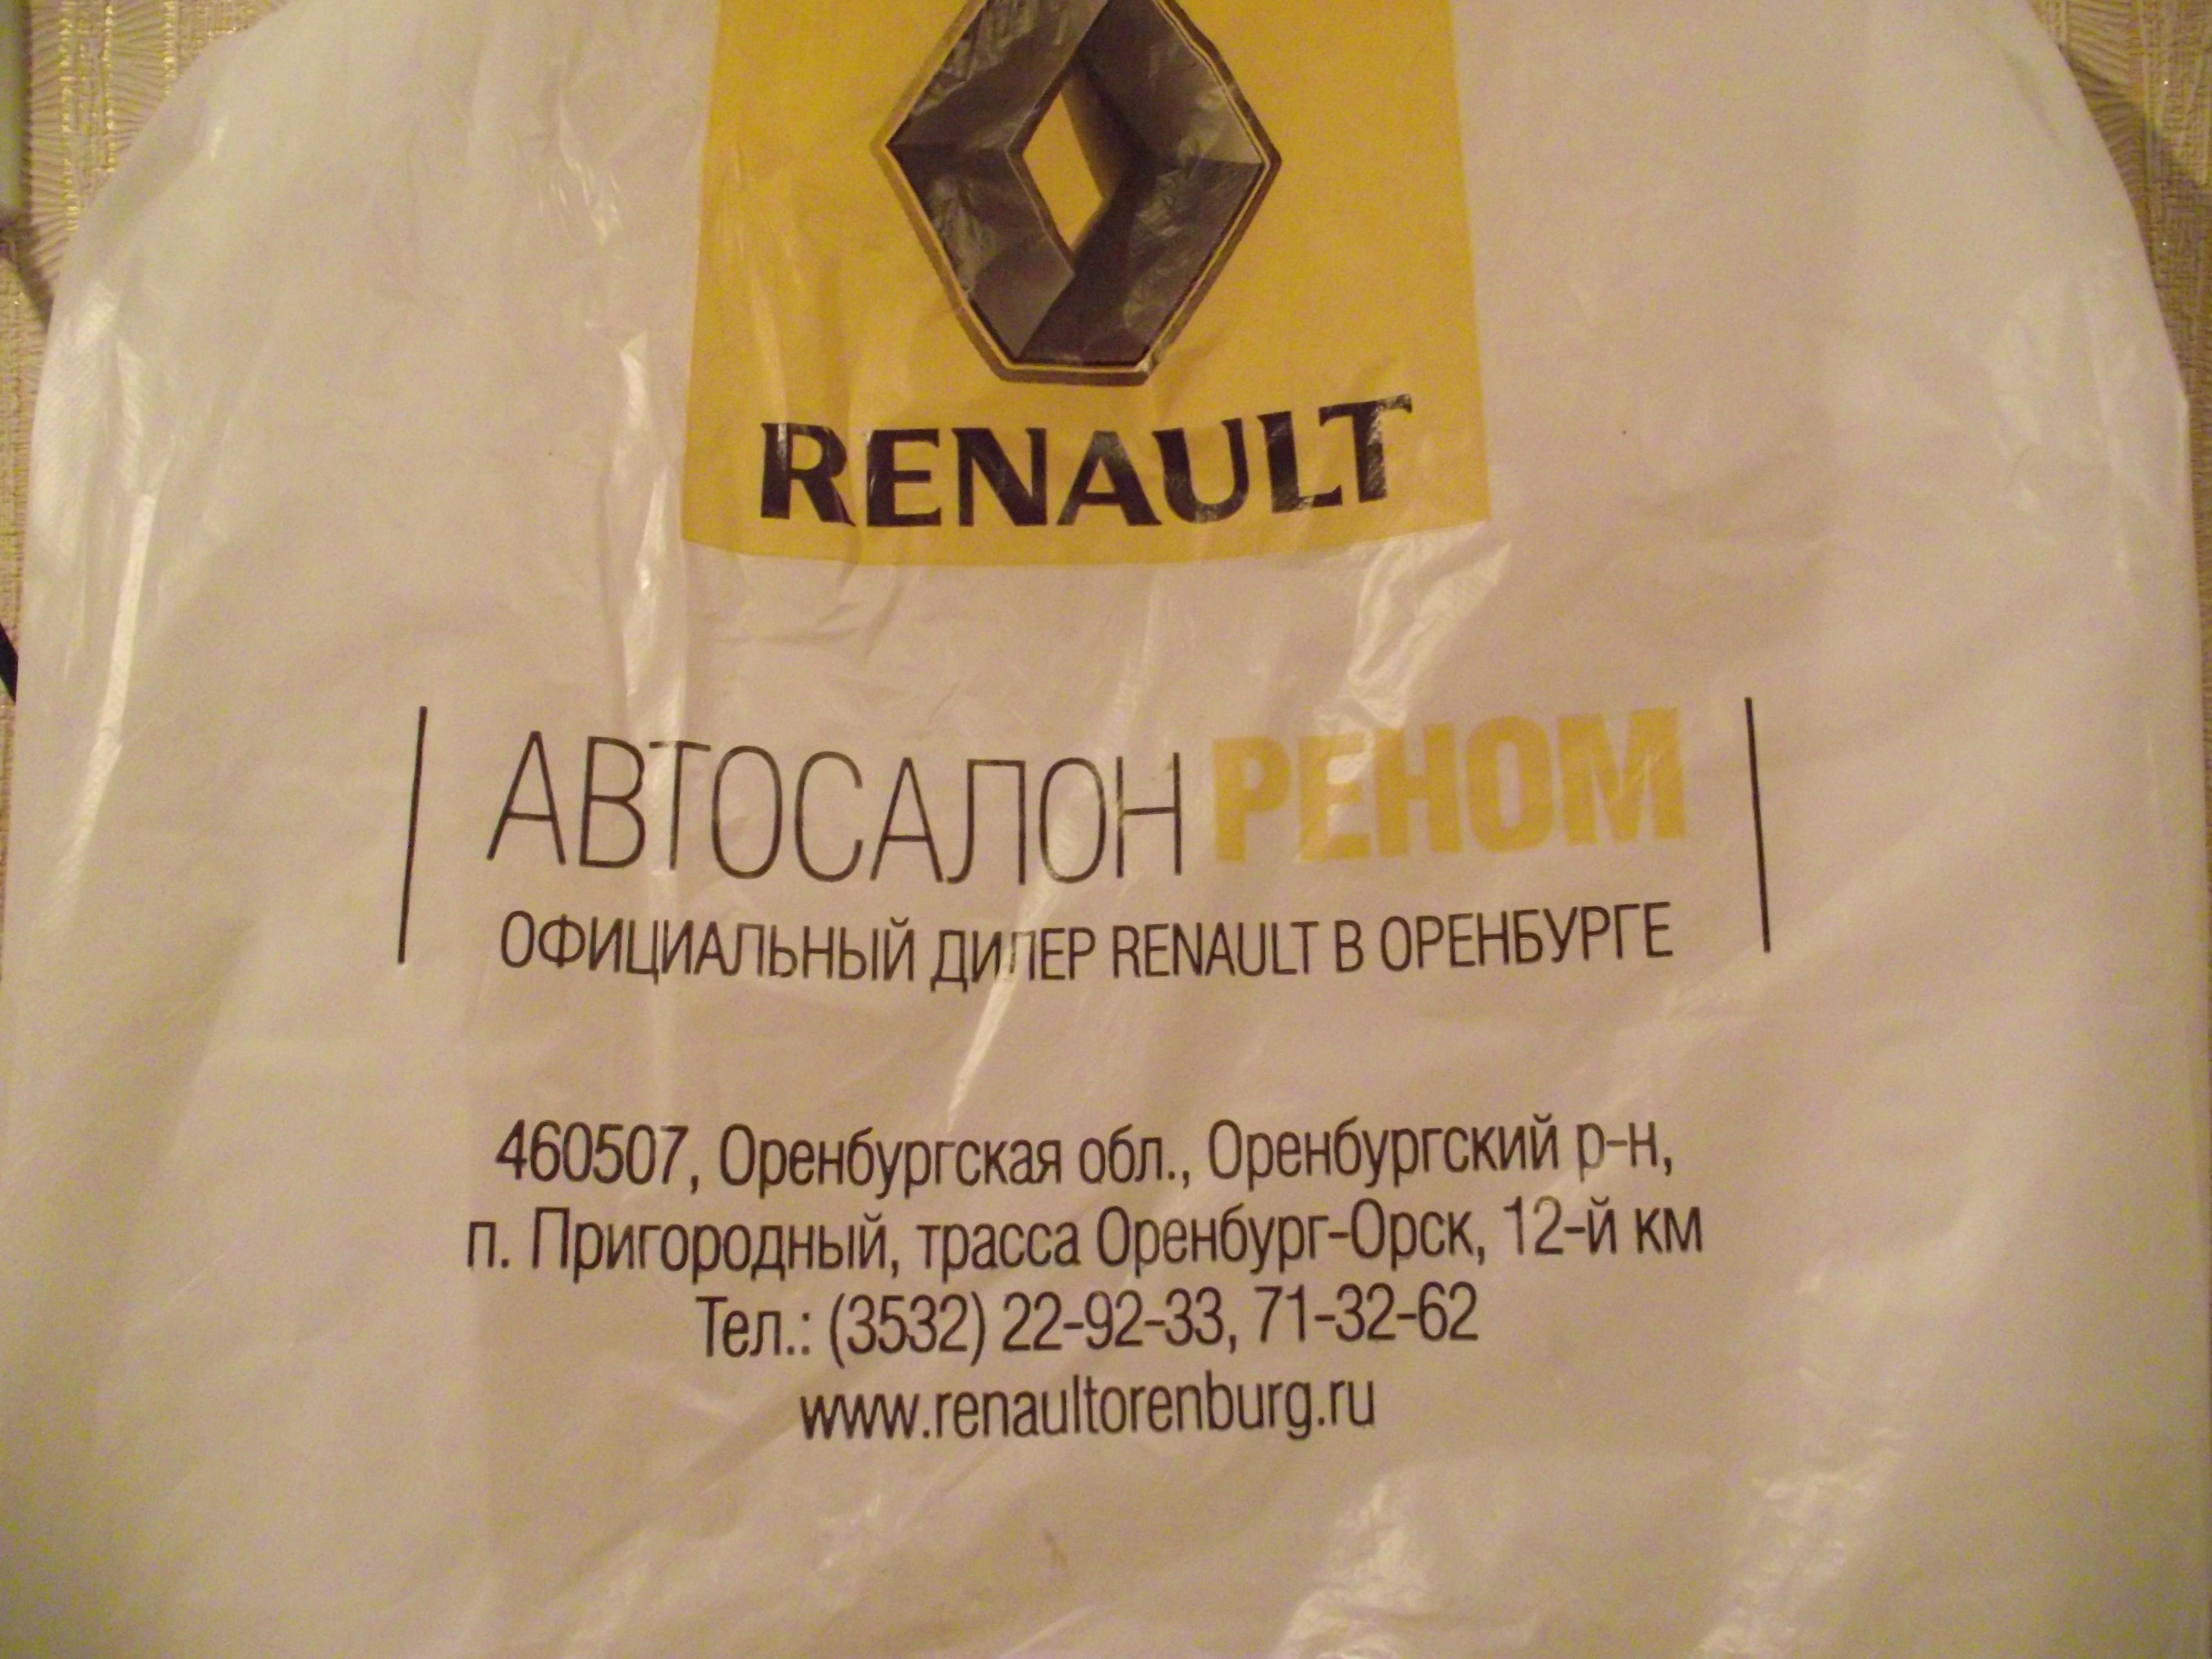 RENAULT
АВТОСАЛОН РЕНОМ
ОФИЦИАЛЬНЫЙ ДИЛЕР RENAULT В ОРЕНБУРГЕ
460507, Оренбургская обл., Оренбургский р-н,
п. Пригородный, трасса Оренбург-Орск, 12-й км
Тел.: (3532) 22-92-33, 71-32-62
www.renaultorenburg.ru